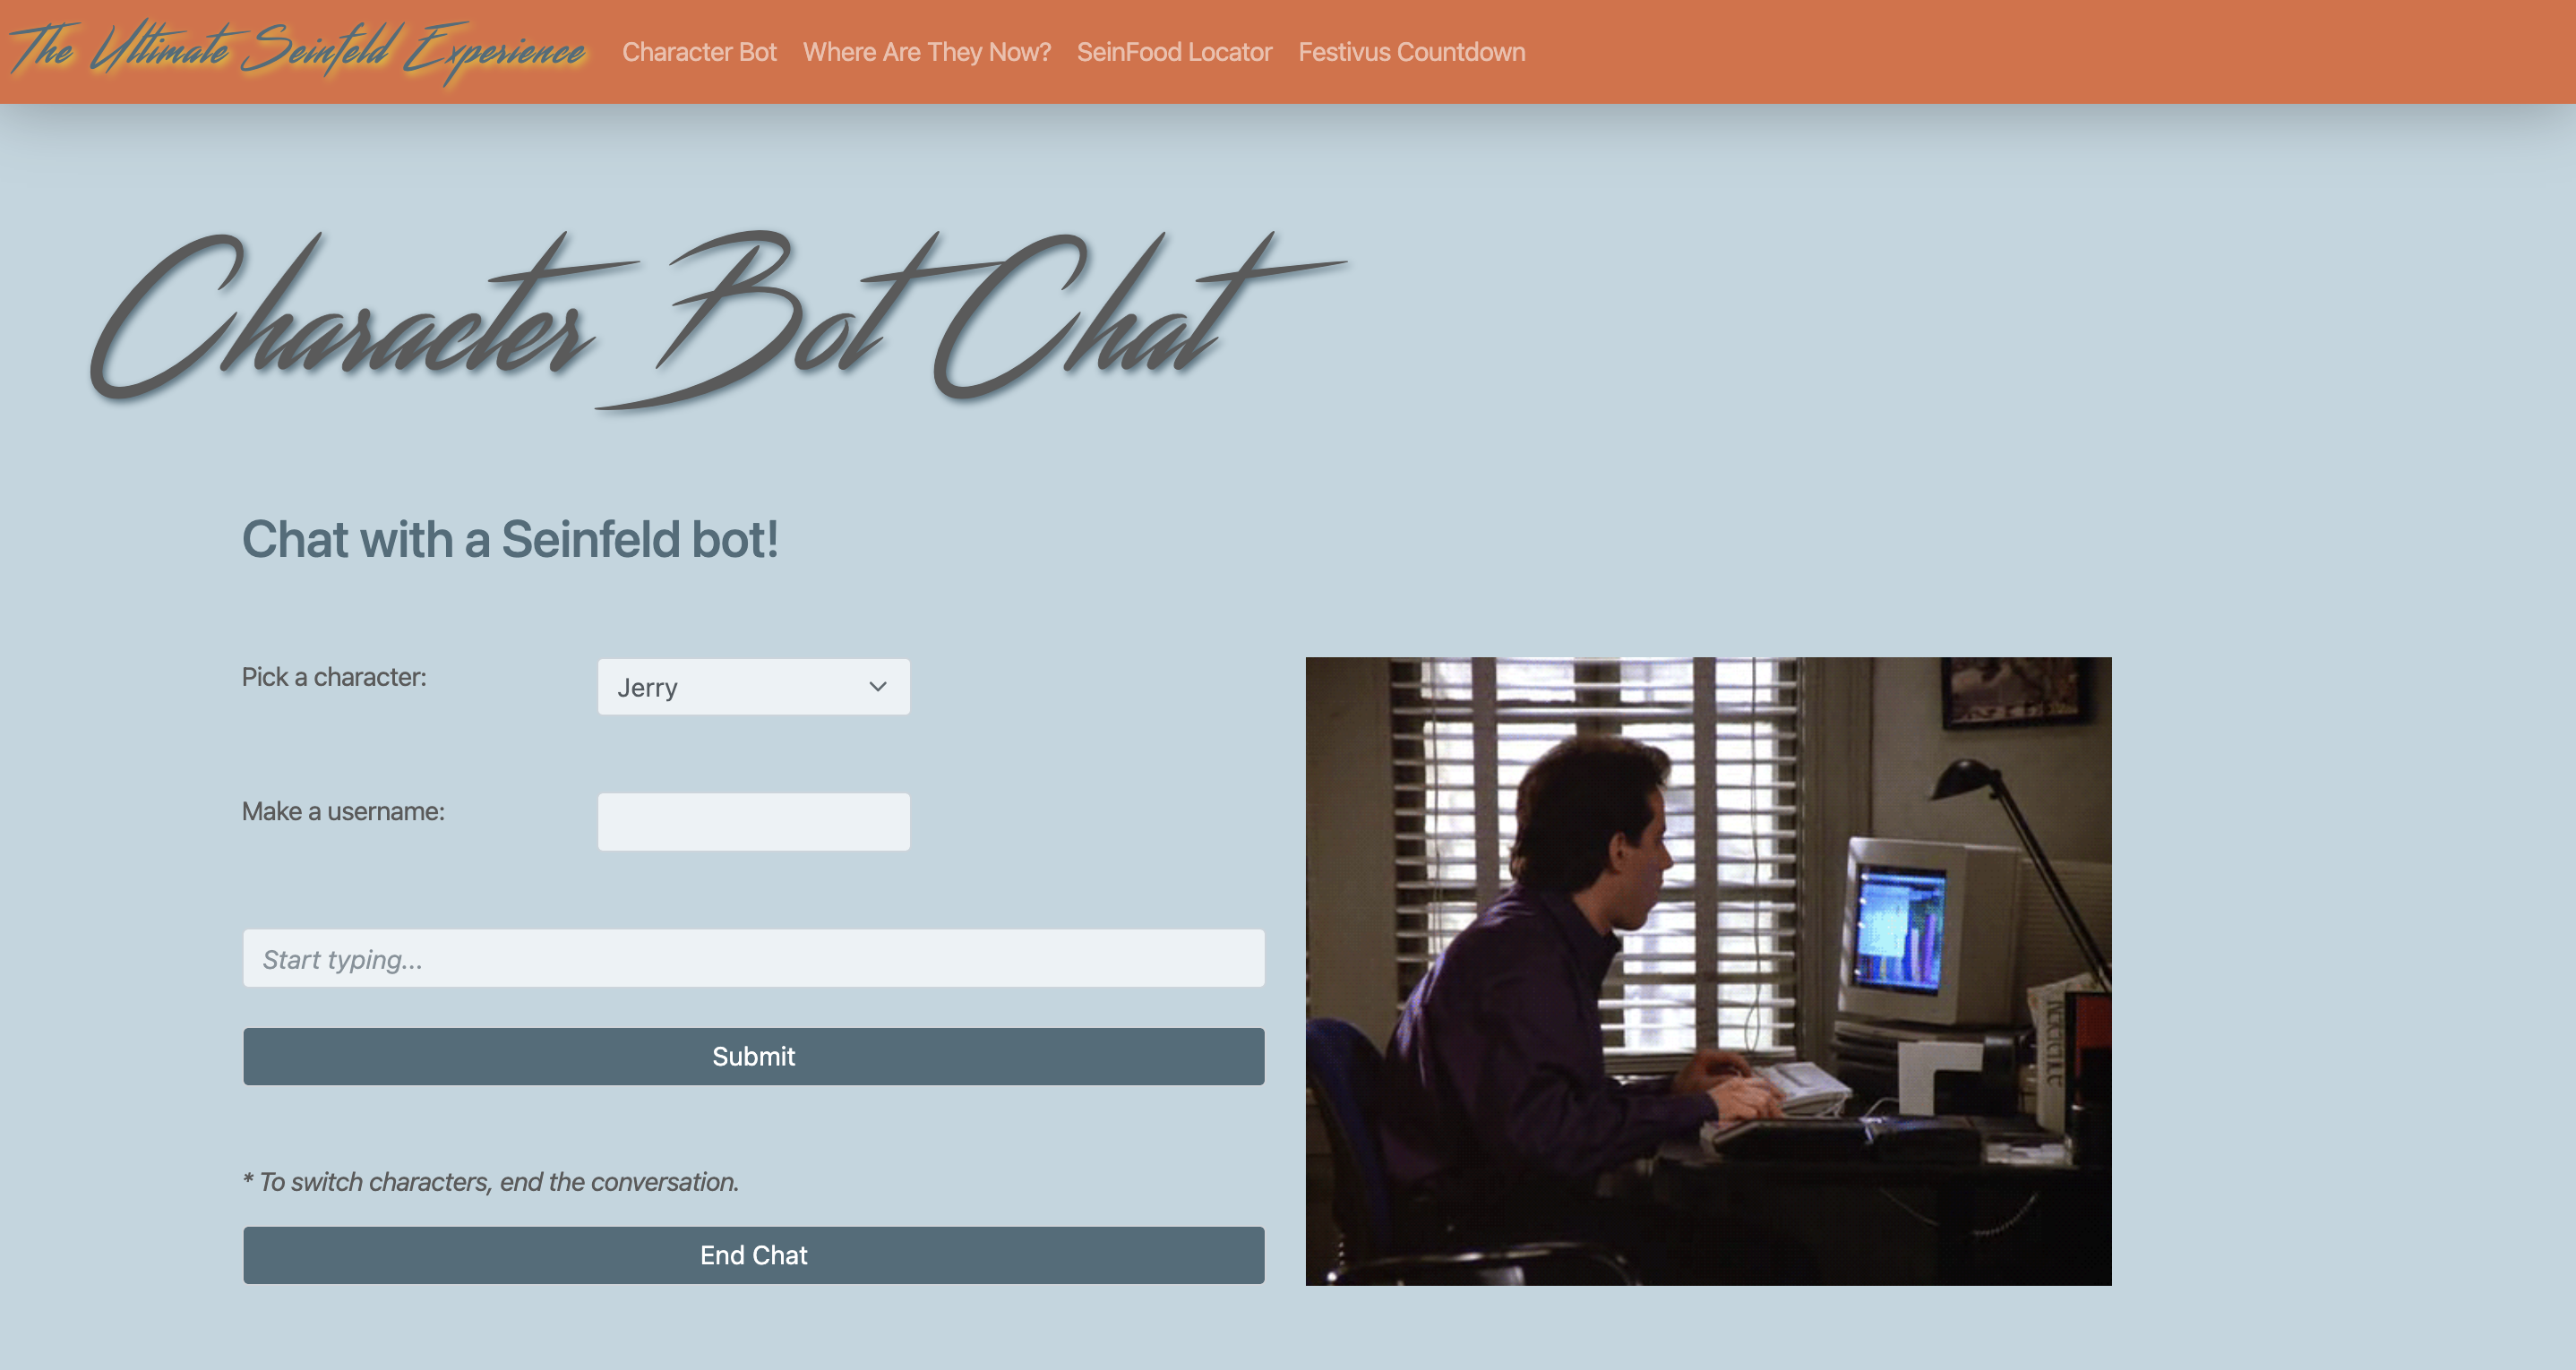 The Ultimate Seinfeld Experience Character Bot Where Are They Now? SeinFood Locator Festivus Countdown
Character Bot Chat
Chat with a Seinfeld bot!
Pick a character: Jerry
Make a username:
Start typing...
Submit
* To switch characters, end the conversation.
End Chat